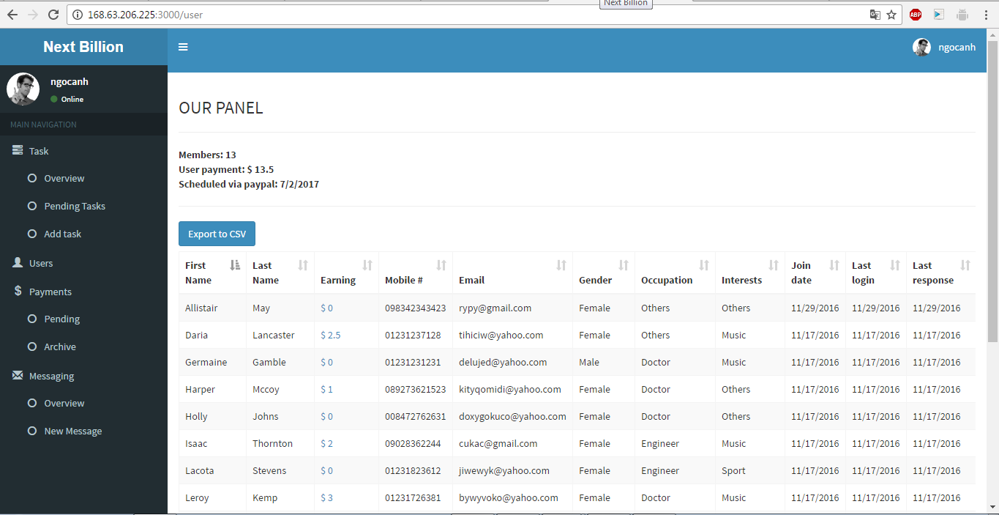 Next Billion
168.63.206.225:3000/user
ABP
Next Billion
ngocanh
ngocanh
Online
MAIN NAVIGATION
Task
Overview
Pending Tasks
Add task
Users
Payments
Pending
Archive
Messaging
Overview
New Message
OUR PANEL
Members: 13
User payment: $ 13.5
Scheduled via paypal: 7/2/2017
Export to CSV
First Name Last Name Earning Mobile # Email Gender Occupation Interests Join date Last login Last response
Allistair May $ 0 098342343423 rypy@gmail.com Female Others Others 11/29/2016 11/29/2016 11/29/2016
Daria Lancaster $ 2.5 01231237128 tihiciw@yahoo.com Female Others Music 11/17/2016 11/17/2016 11/17/2016
Germaine Gamble $ 0 01231231231 delujed@yahoo.com Male Doctor Music 11/17/2016 11/17/2016 11/17/2016
Harper Mccoy $ 1 089273621523 kityqomidi@yahoo.com Female Doctor Others 11/17/2016 11/17/2016 11/17/2016
Holly Johns $ 0 008472762631 doxygokuco@yahoo.com Female Doctor Others 11/17/2016 11/17/2016 11/17/2016
Isaac Thornton $ 2 09028362244 cukac@gmail.com Female Engineer Music 11/17/2016 11/17/2016 11/17/2016
Lacota Stevens $ 0 01231823612 jiwewyk@yahoo.com Female Engineer Sport 11/17/2016 11/17/2016 11/17/2016
Leroy Kemp $ 3 01231726381 bywyvoko@yahoo.com Female Doctor Music 11/17/2016 11/17/2016 11/17/2016